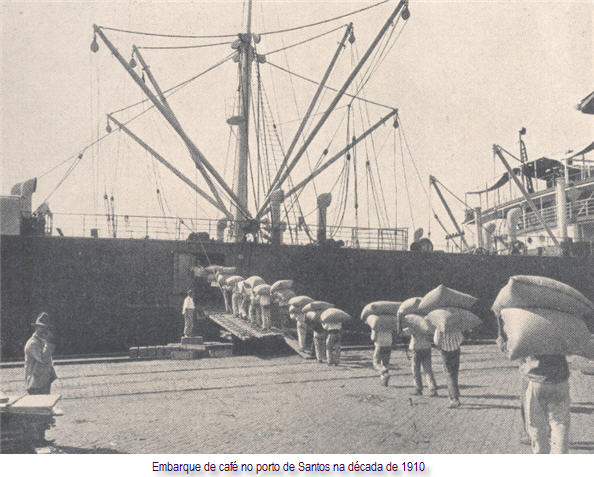 Embarque de café no porto de Santos na década de 1910